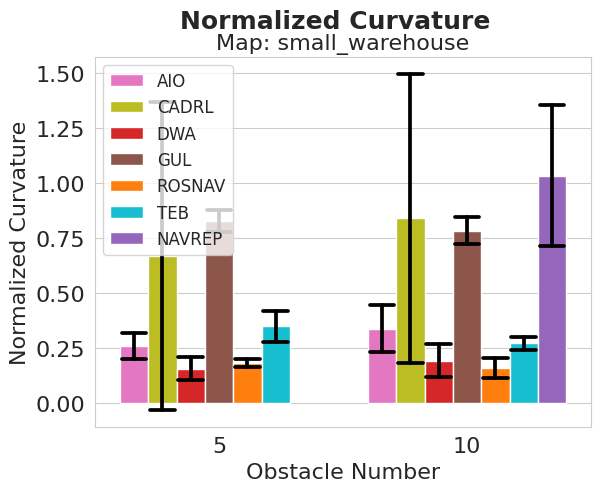 Normalized Curvature
Map: small_warehouse
Normalized Curvature
1.50
1.25
1.00
0.75
0.50
0.25
0.00
AIO
CADRL
DWA
GUL
ROSNAV
TEB
NAVREP
5
10
Obstacle Number